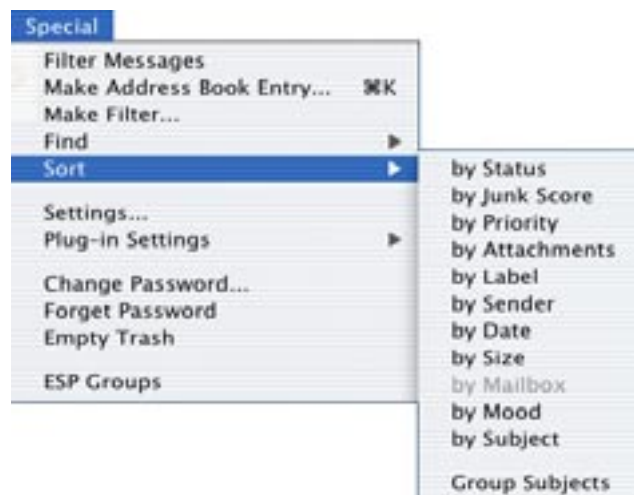 Special
Filter Messages
Make Address Book Entry... ⌘K
Make Filter...
Find
Sort
Settings...
Plug-in Settings
Change Password...
Forget Password
Empty Trash
ESP Groups
by Status
by Junk Score
by Priority
by Attachments
by Label
by Sender
by Date
by Size
by Mailbox
by Mood
by Subject
Group Subjects